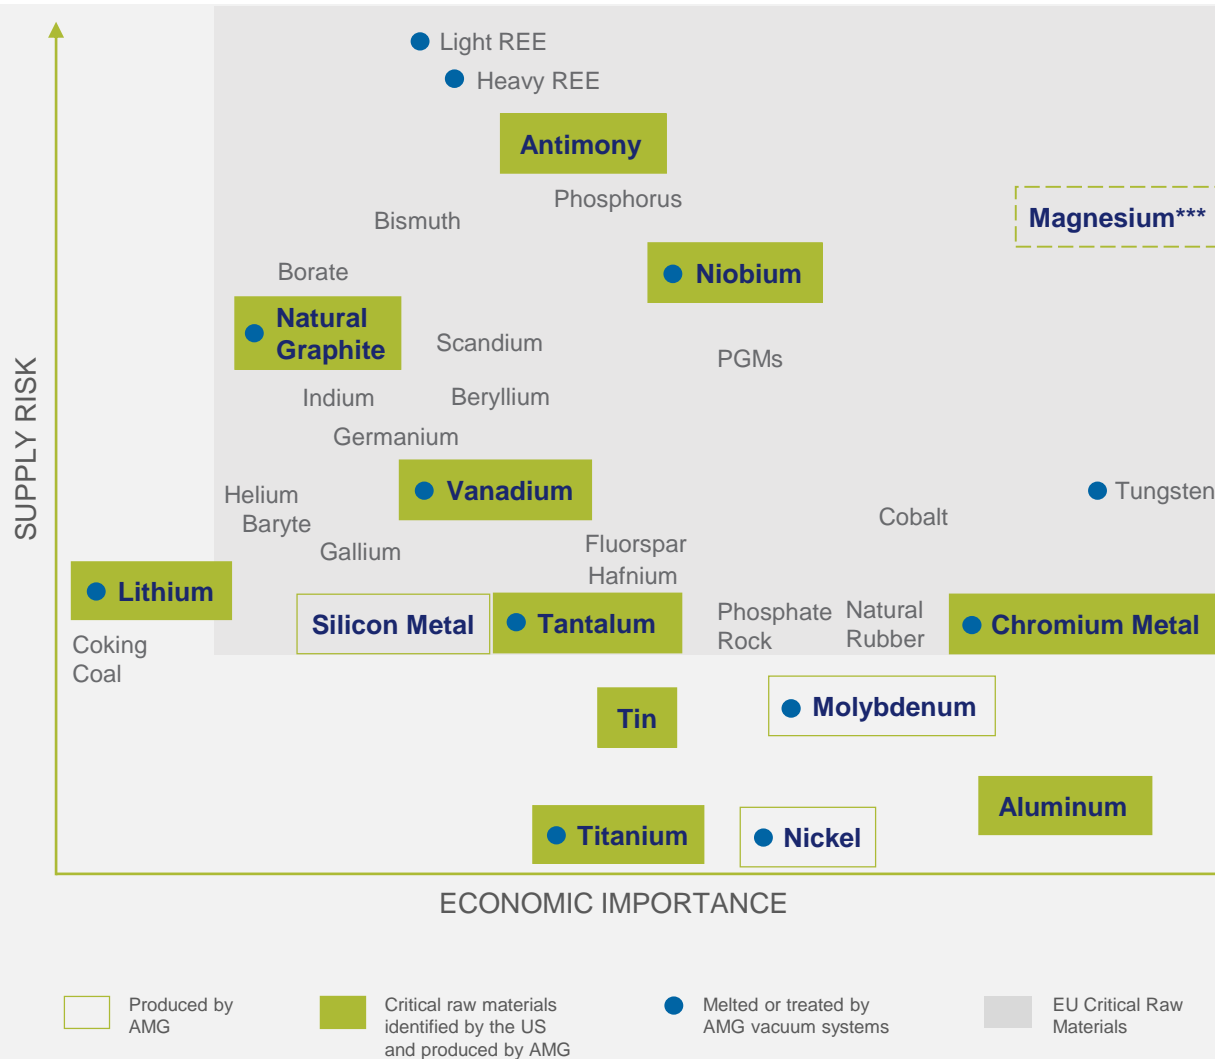 Light REE
Heavy REE
Antimony
Phosphorus
Bismuth
Magnesium***
Borate
Niobium
Natural
Graphite
Scandium
PGMs
Indium
Beryllium
Germanium
SUPPLY RISK
Vanadium
Helium
Baryte
Tungsten
Cobalt
Gallium
Fluorspar
Hafnium
Lithium
Silicon Metal
Tantalum
Phosphate
Rock
Natural
Rubber
Chromium Metal
Coking
Coal
Tin
Molybdenum
Aluminum
Titanium
Nickel
ECONOMIC IMPORTANCE
Produced by
AMG
Critical raw materials
identified by the US
and produced by AMG
Melted or treated by
AMG vacuum systems
EU Critical Raw
Materials